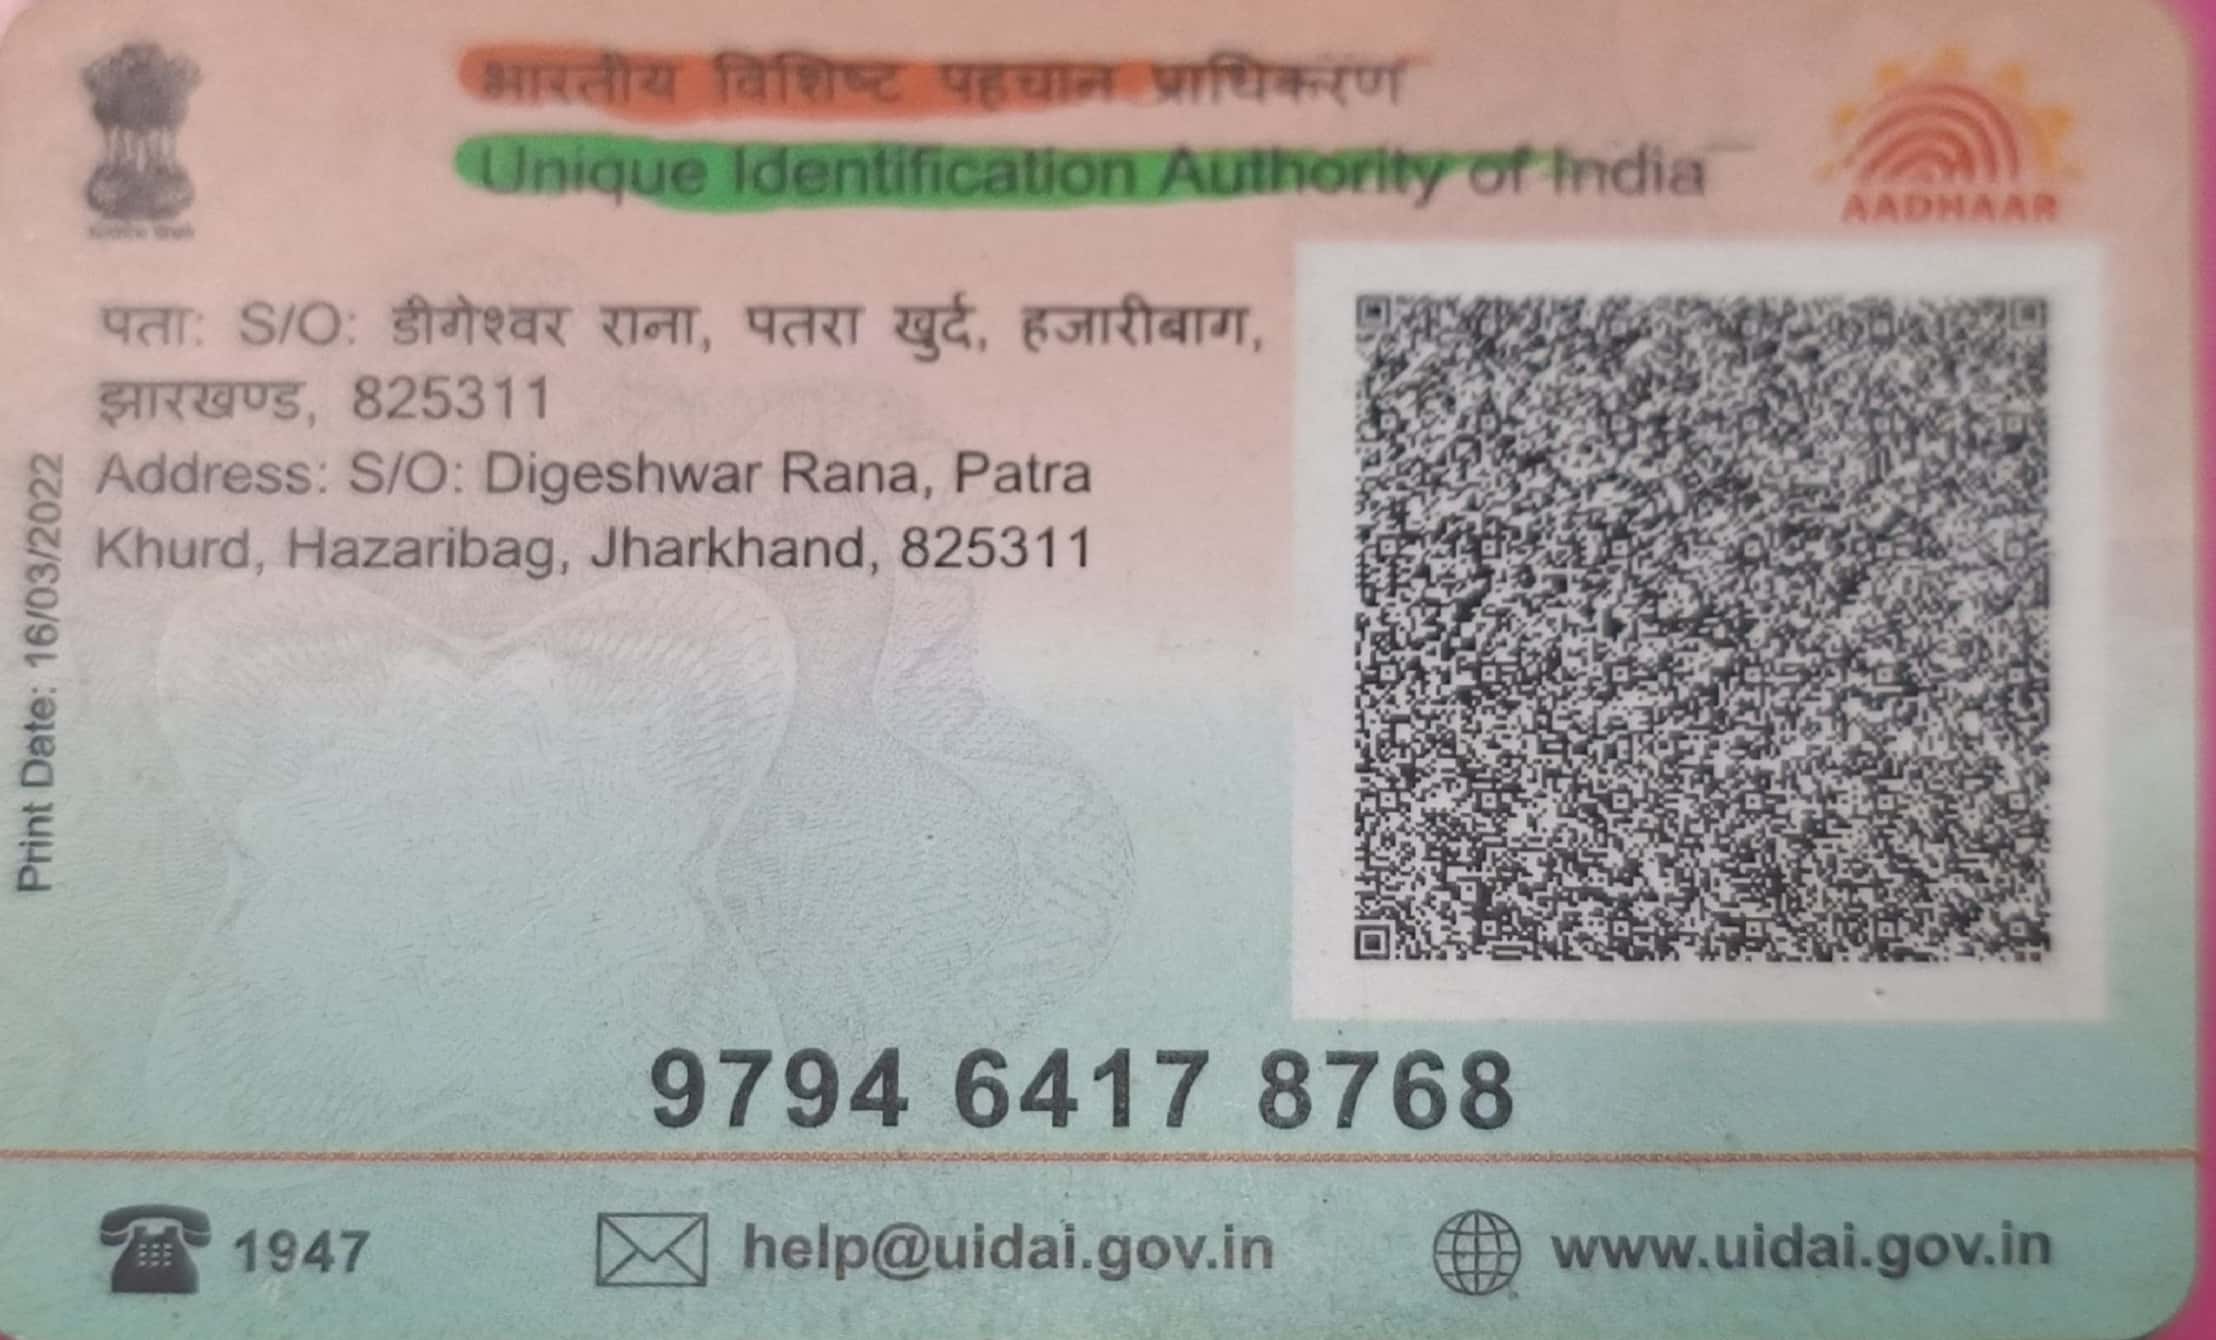 भारतीय विशिष्ट पहचान प्राधिकरण
Unique Identification Authority of India
AADHAAR
पता: S/O: डीगेश्वर राना, पतरा खुर्द, हजारीबाग,
झारखण्ड, 825311
Address: S/O: Digeshwar Rana, Patra
Khurd, Hazaribag, Jharkhand, 825311
Print Date: 16/03/2022
9794 6417 8768
1947
help@uidai.gov.in
www.uidai.gov.in